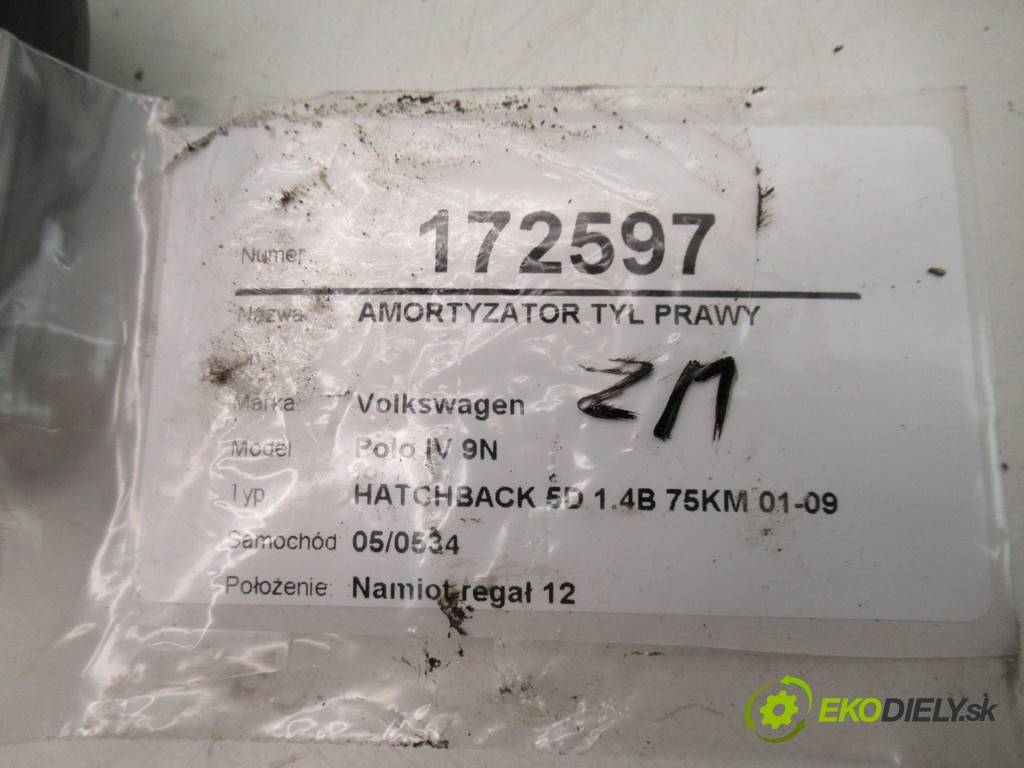 Numer 172597
Nazwa AMORTYZATOR TYL PRAWY
Marka Volkswagen
ZM
Model Polo IV 9N
Typ HATCHBACK 5D 1.4B 75KM 01-09
Samochód 05/0534
Położenie: Namiot regał 12
EKODIELY.sk